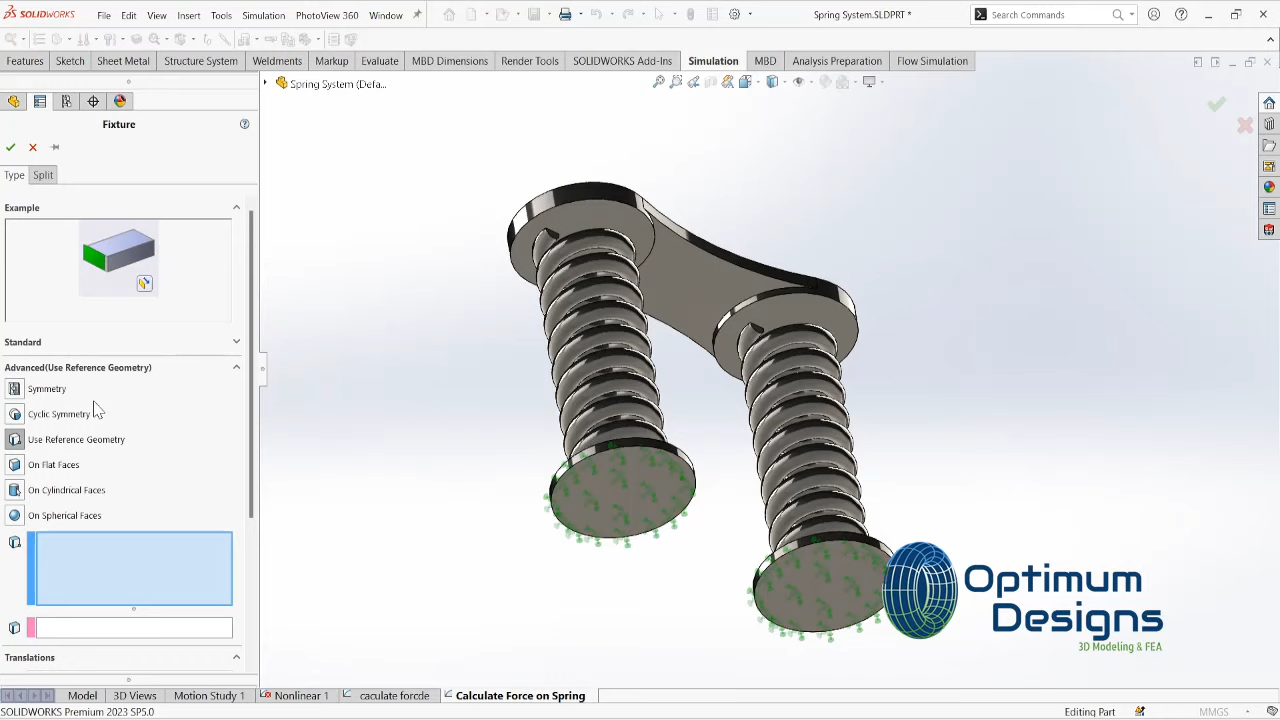 SOLIDWORKS File Edit View Insert Tools Simulation PhotoView 360 Window Spring System.SLDPRT * Search Commands
Features Sketch Sheet Metal Structure System Weldments Markup Evaluate MBD Dimensions Render Tools SOLIDWORKS Add-Ins Simulation MBD Analysis Preparation Flow Simulation
Spring System (Defa...
Fixture
Type Split
Example
Standard
Advanced(Use Reference Geometry)
Symmetry
Cyclic Symmetry
Use Reference Geometry
On Flat Faces
On Cylindrical Faces
On Spherical Faces
Translations
Optimum
Designs
3D Modeling & FEA
Model 3D Views Motion Study 1 Nonlinear 1 caculate forcde Calculate Force on Spring
SOLIDWORKS Premium 2023 SP5.0 Editing Part MMGS